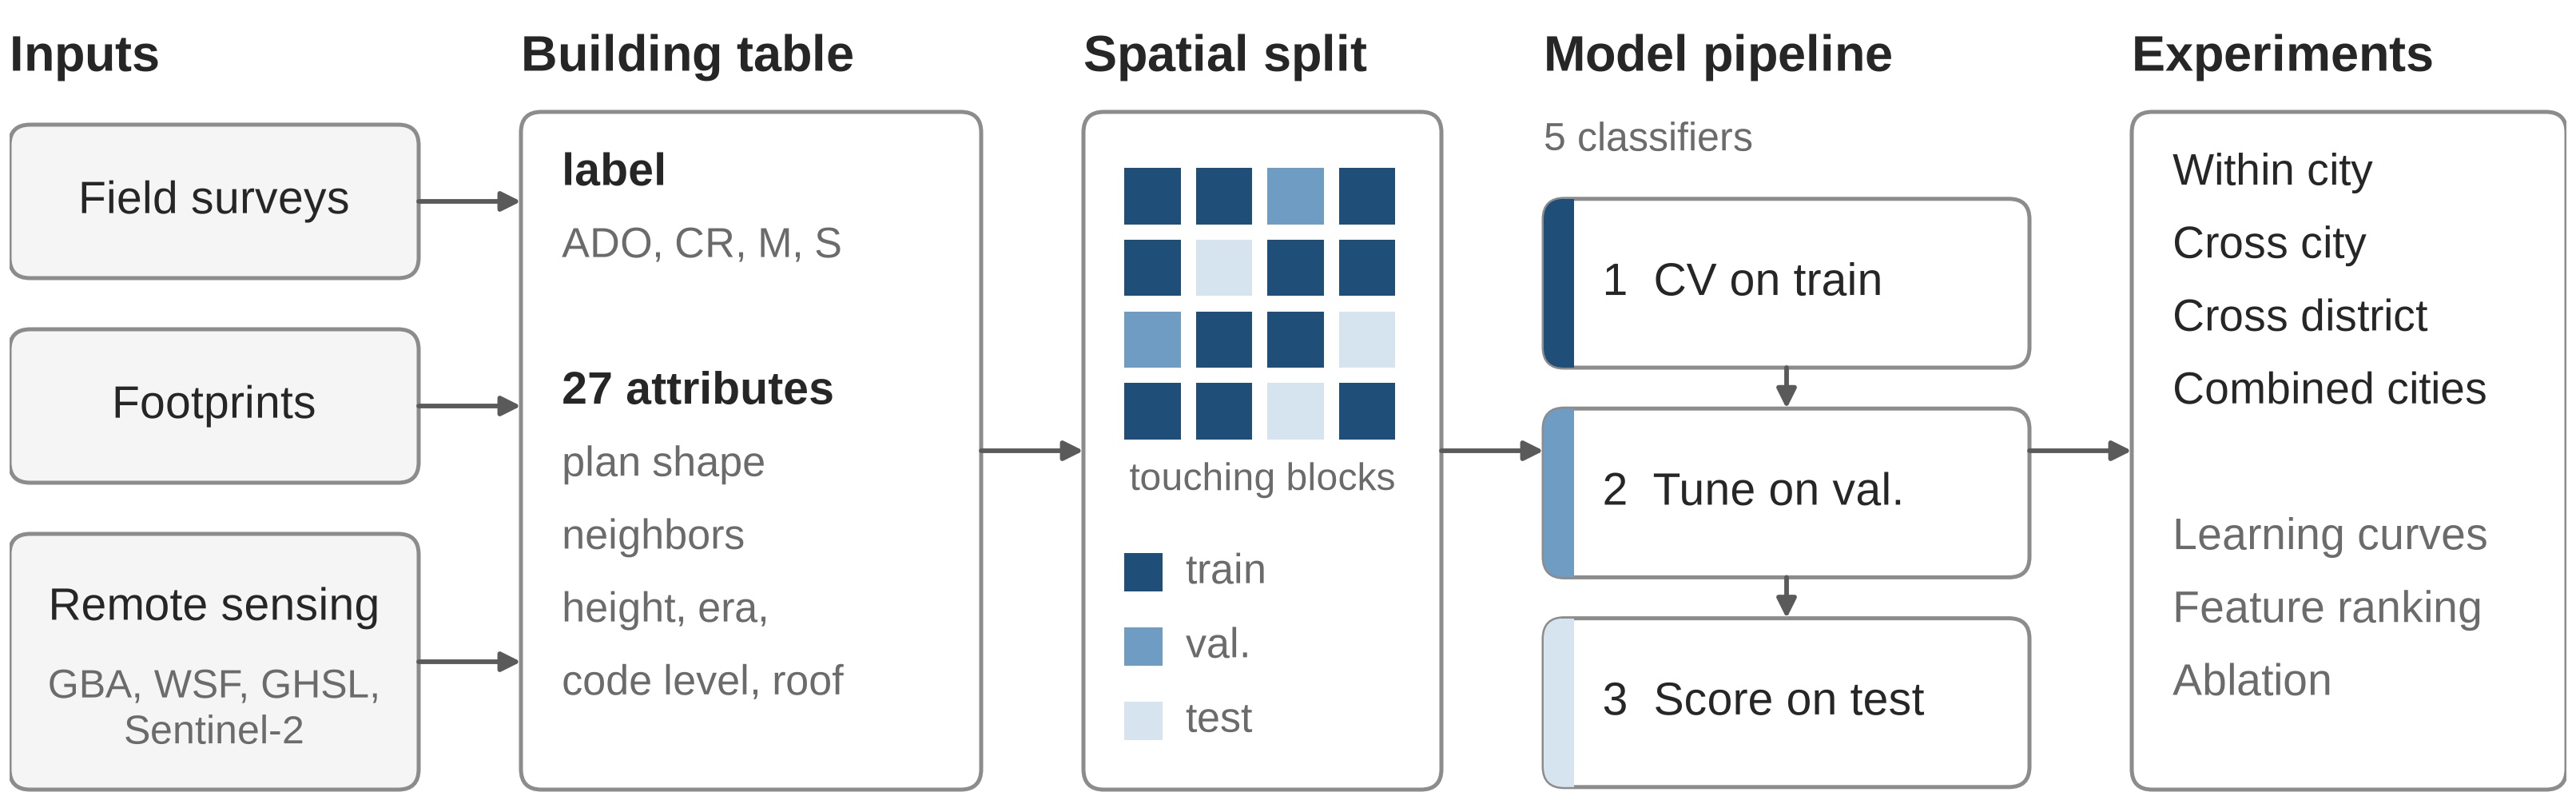 Inputs
Field surveys
Footprints
Remote sensing
GBA, WSF, GHSL,
Sentinel-2
Building table
label
ADO, CR, M, S
27 attributes
plan shape
neighbors
height, era,
code level, roof
Spatial split
touching blocks
train
val.
test
Model pipeline
5 classifiers
1 CV on train
2 Tune on val.
3 Score on test
Experiments
Within city
Cross city
Cross district
Combined cities
Learning curves
Feature ranking
Ablation